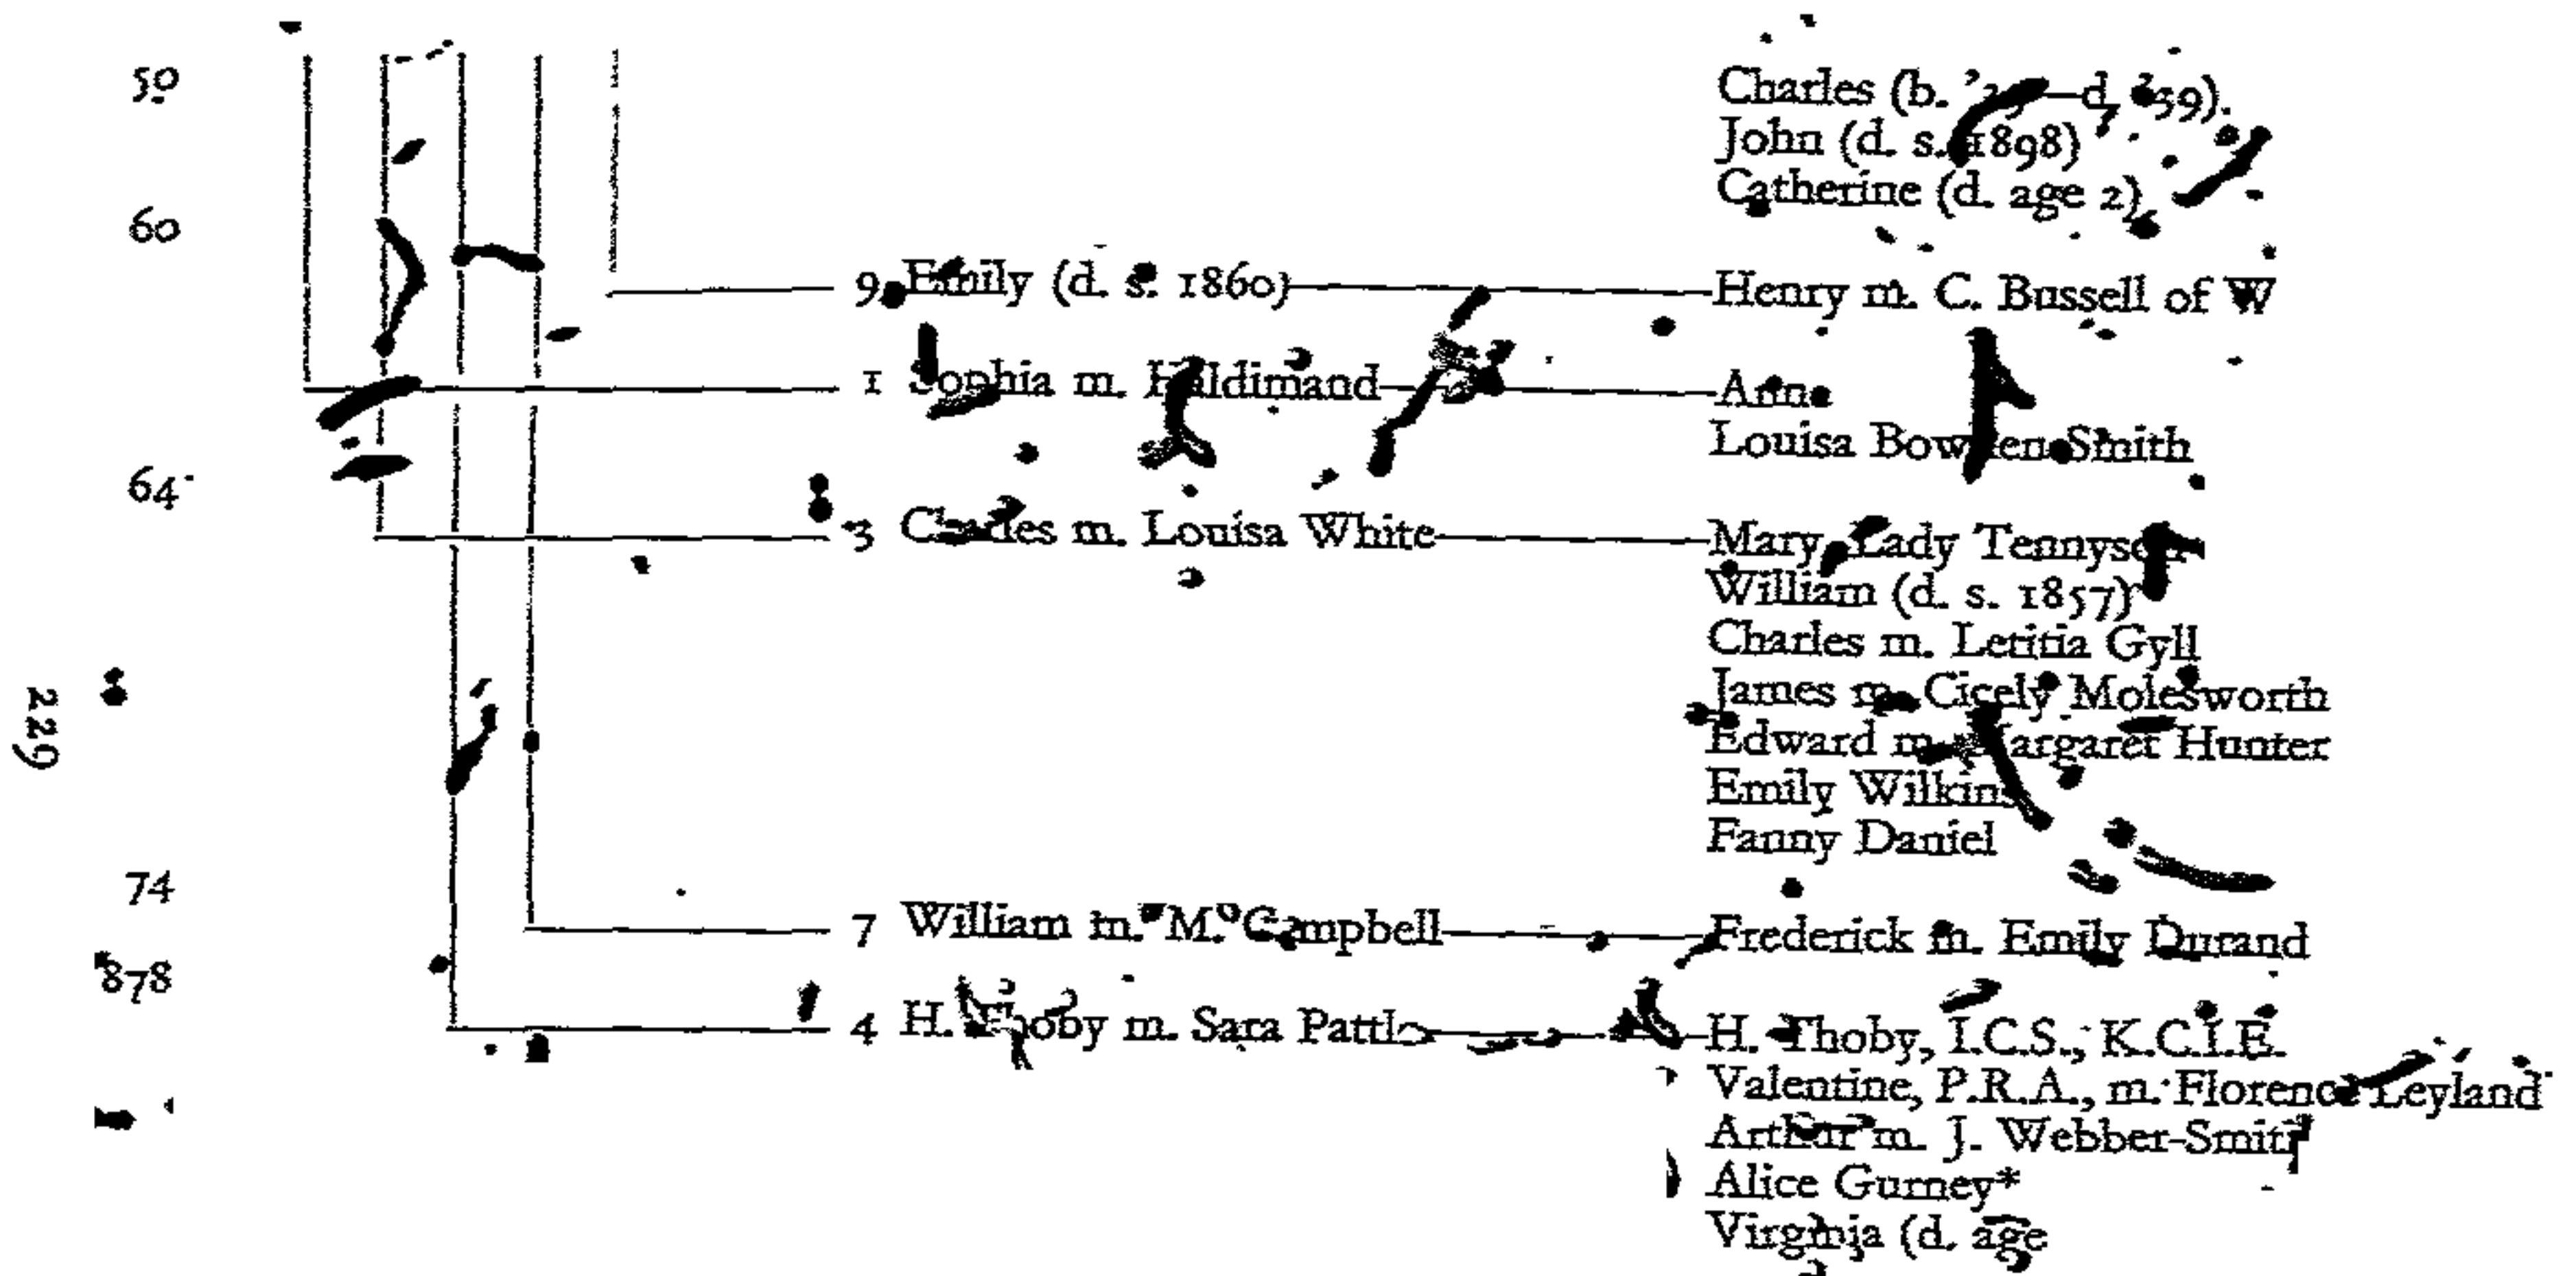 50
Charles (b. –d. '59).
John (d. s. 1898)
Catherine (d. age 2)
60
9 Emily (d. s. 1860) Henry m. C. Bussell of W
1 Sophia m. Haldimand Anne
Louisa Bowden Smith
64
3 Charles m. Louisa White Mary, Lady Tennyson
William (d. s. 1857)
Charles m. Letitia Gyll
James m. Cicely Molesworth
229
Edward m. Margaret Hunter
Emily Wilkins
Fanny Daniel
74
7 William m. M. Campbell Frederick m. Emily Durand
878
4 H. Thoby m. Sara Pattle H. Thoby, I.C.S., K.C.I.E.
Valentine, P.R.A., m. Florence Leyland
Arthur m. J. Webber-Smith
Alice Gurney*
Virginia (d. age